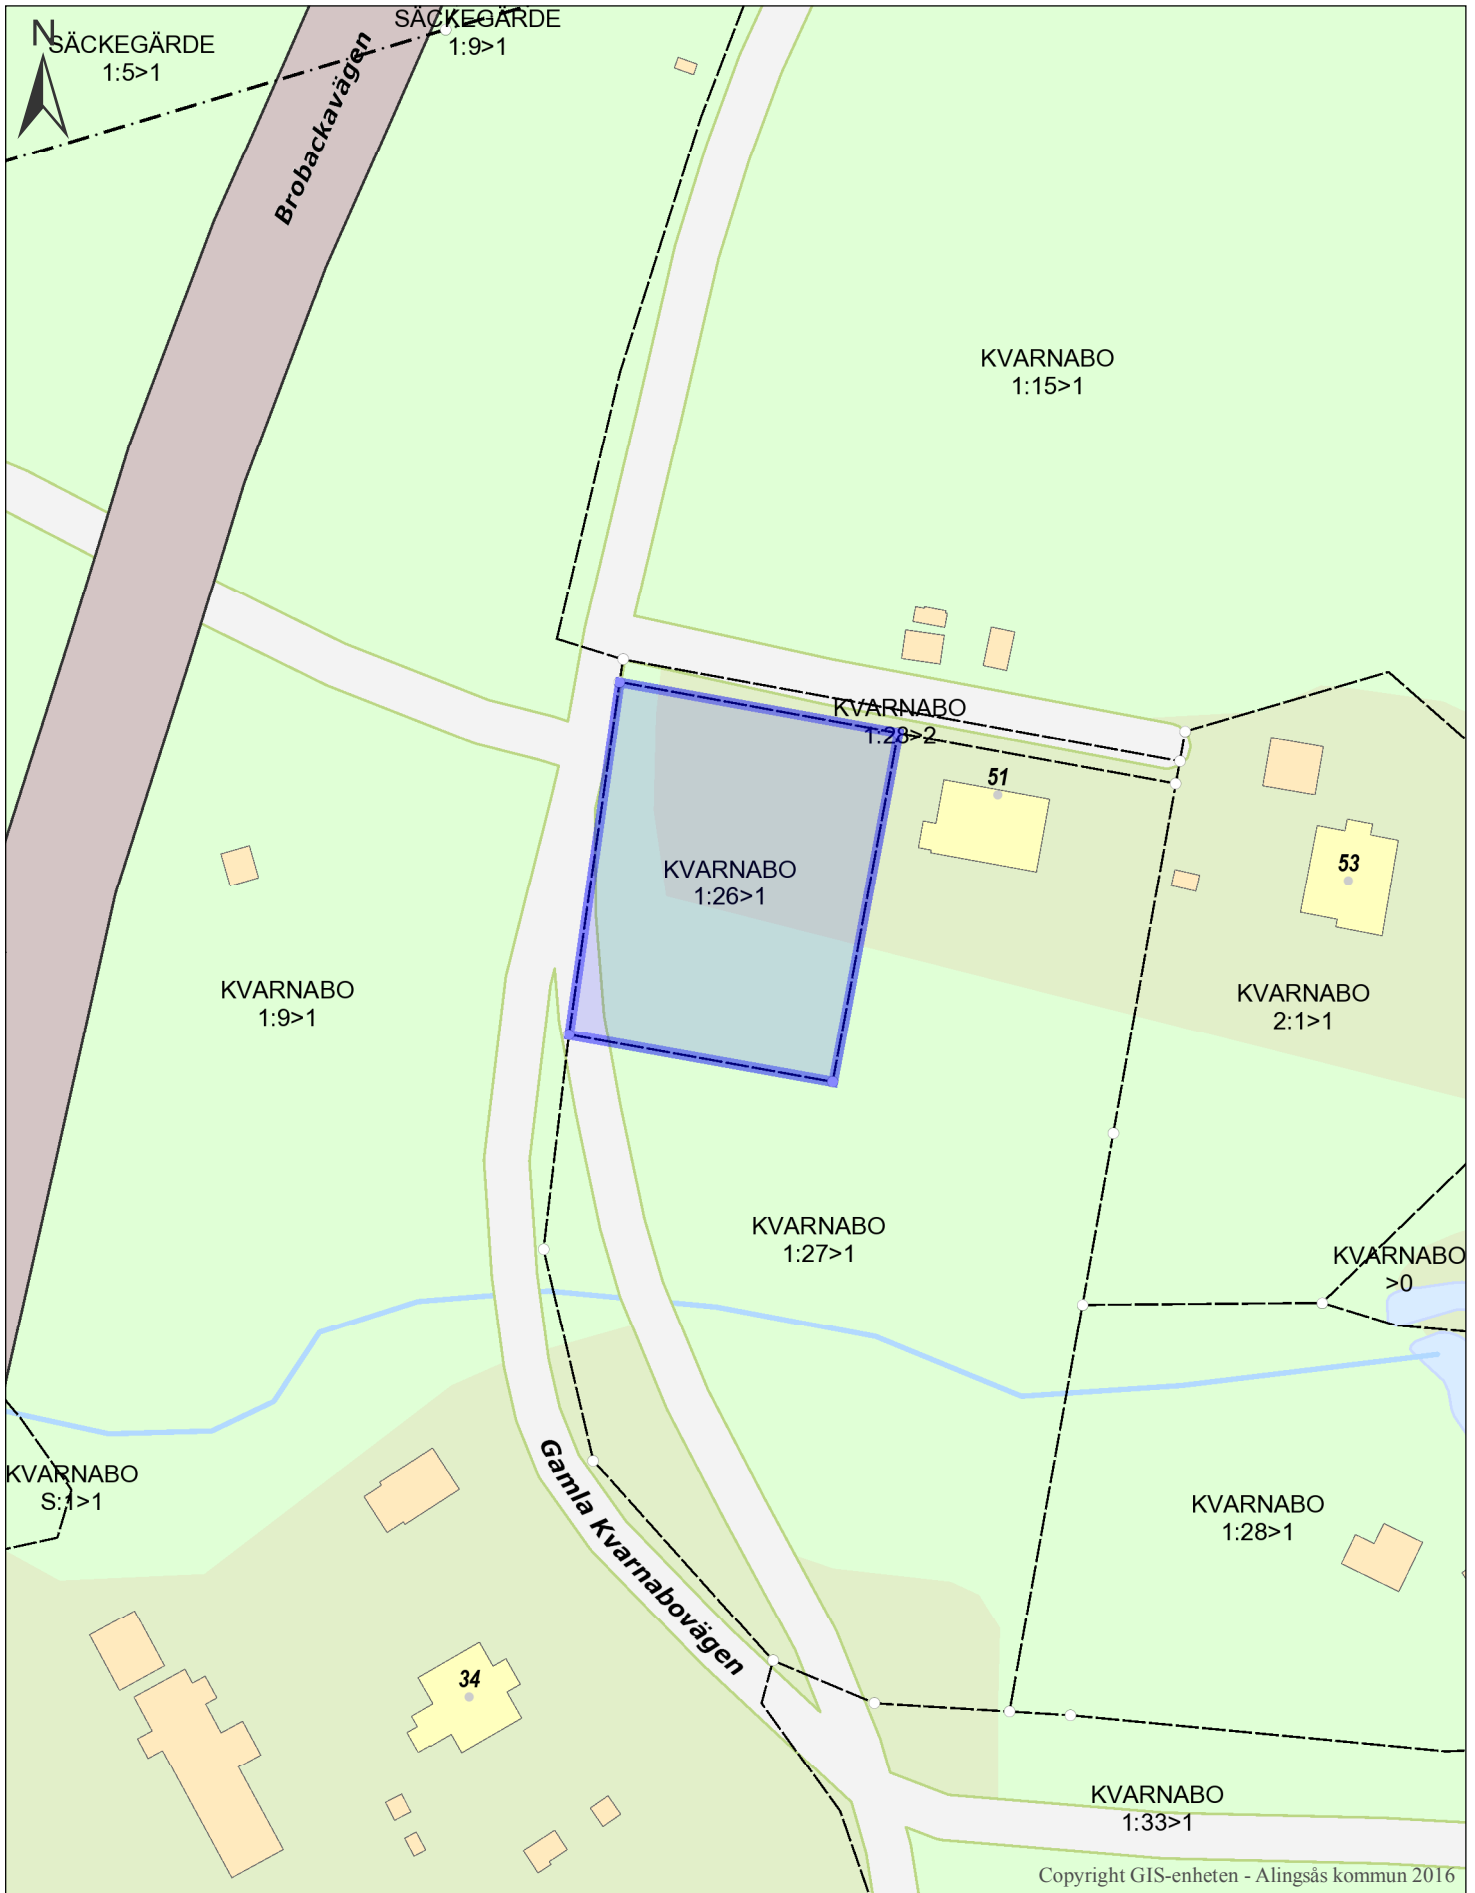 N
SÄCKEGÄRDE
1:5>1
SÄCKEGÄRDE
1:9>1
Brobackavägen
KVARNABO
1:15>1
KVARNABO
1:28>2
51
53
KVARNABO
1:26>1
KVARNABO
1:9>1
KVARNABO
2:1>1
KVARNABO
1:27>1
KVARNABO
>0
KVARNABO
S:1>1
Gamla Kvarnabovägen
KVARNABO
1:28>1
34
KVARNABO
1:33>1
Copyright GIS-enheten - Alingsås kommun 2016